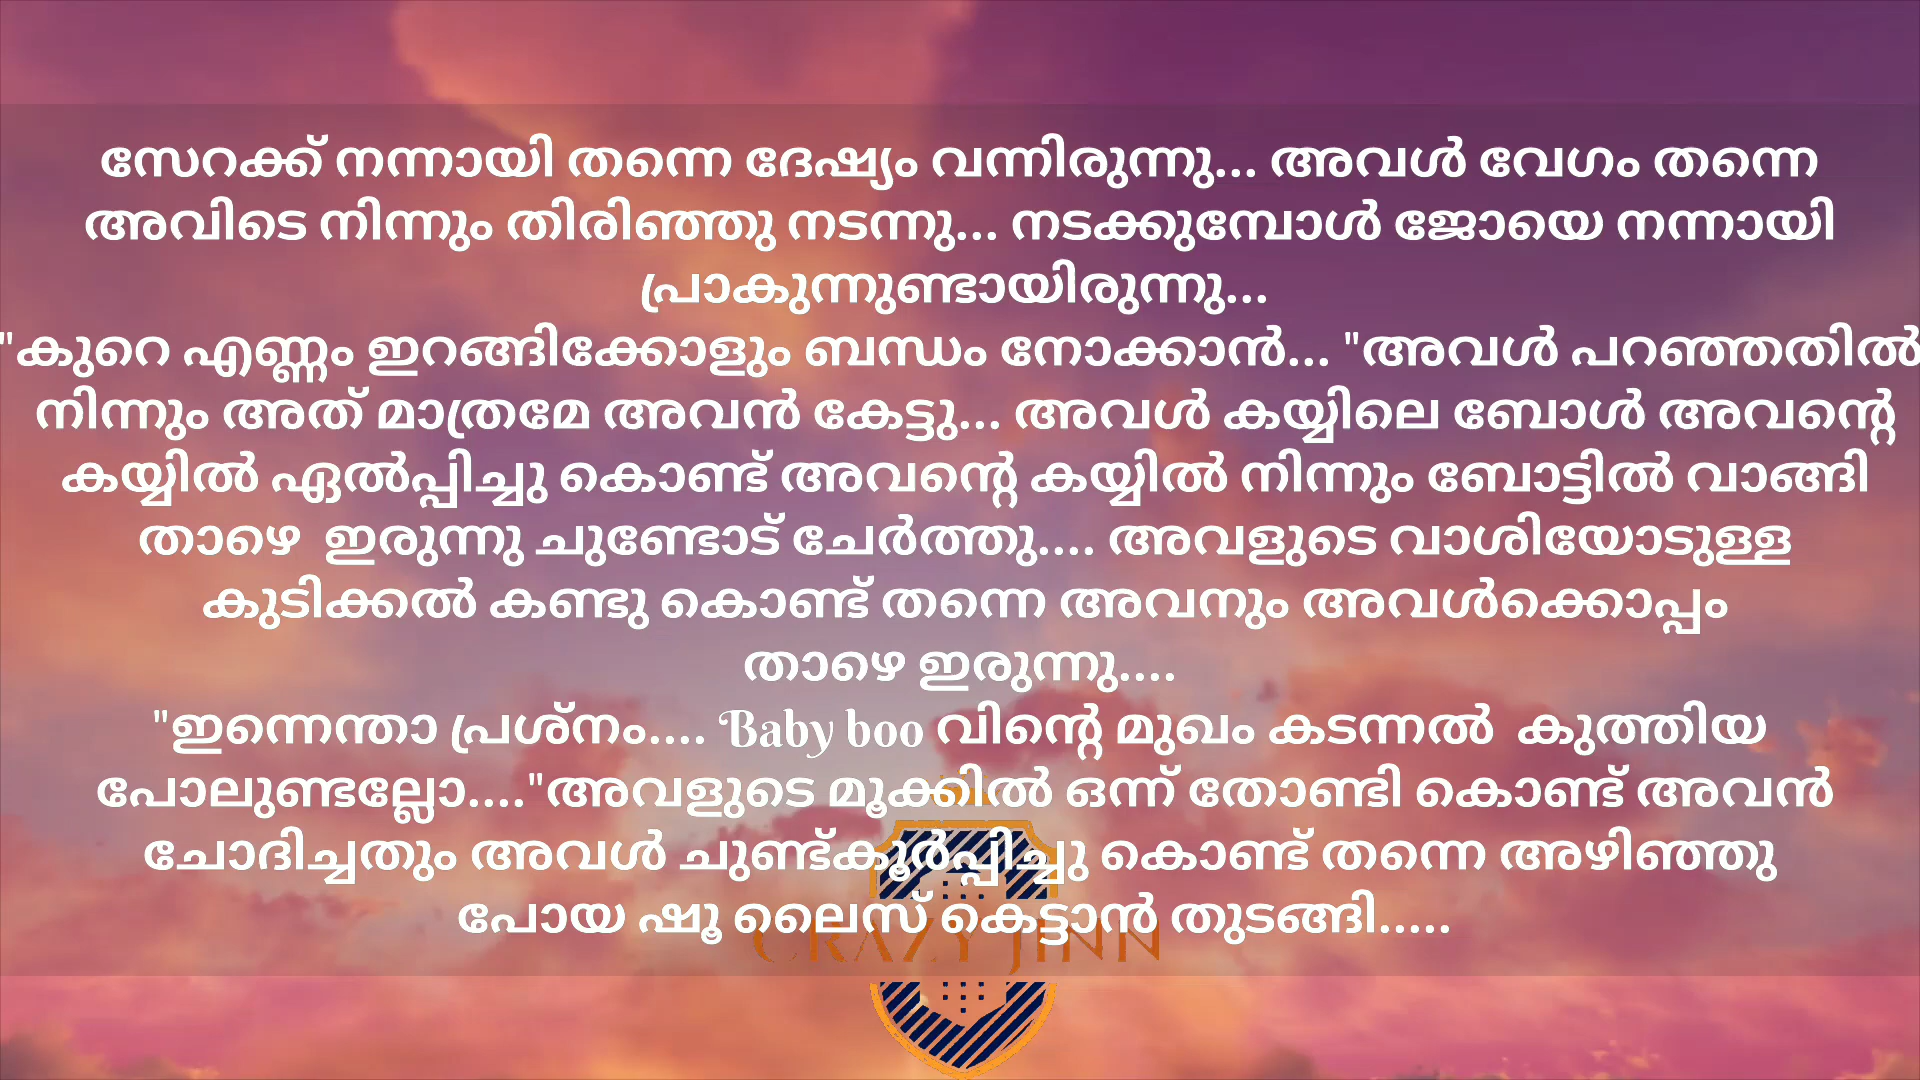 സേറക്ക് നന്നായി തന്നെ ദേഷ്യം വന്നിരുന്നു... അവൾ വേഗം തന്നെ
അവിടെ നിന്നും തിരിഞ്ഞു നടന്നു... നടക്കുമ്പോൾ ജോയെ നന്നായി
പ്രാകുന്നുണ്ടായിരുന്നു...
"കുറെ എണ്ണം ഇറങ്ങിക്കോളും ബന്ധം നോക്കാൻ... "അവൾ പറഞ്ഞതിൽ
നിന്നും അത് മാത്രമേ അവൻ കേട്ടു... അവൾ കയ്യിലെ ബോൾ അവന്റെ
കയ്യിൽ ഏൽപ്പിച്ചു കൊണ്ട് അവന്റെ കയ്യിൽ നിന്നും ബോട്ടിൽ വാങ്ങി
താഴെ  ഇരുന്നു ചുണ്ടോട് ചേർത്തു.... അവളുടെ വാശിയോടുള്ള
കുടിക്കൽ കണ്ടു കൊണ്ട് തന്നെ അവനും അവൾക്കൊപ്പം
താഴെ ഇരുന്നു....
"ഇന്നെന്താ പ്രശ്നം.... Baby boo വിന്റെ മുഖം കടന്നൽ  കുത്തിയ
പോലുണ്ടല്ലോ...."അവളുടെ മൂക്കിൽ ഒന്ന് തോണ്ടി കൊണ്ട് അവൻ
ചോദിച്ചതും അവൾ ചുണ്ട്കൂർപ്പിച്ചു കൊണ്ട് തന്നെ അഴിഞ്ഞു
പോയ ഷൂ ലൈസ് കെട്ടാൻ തുടങ്ങി.....
CRAZY JINN